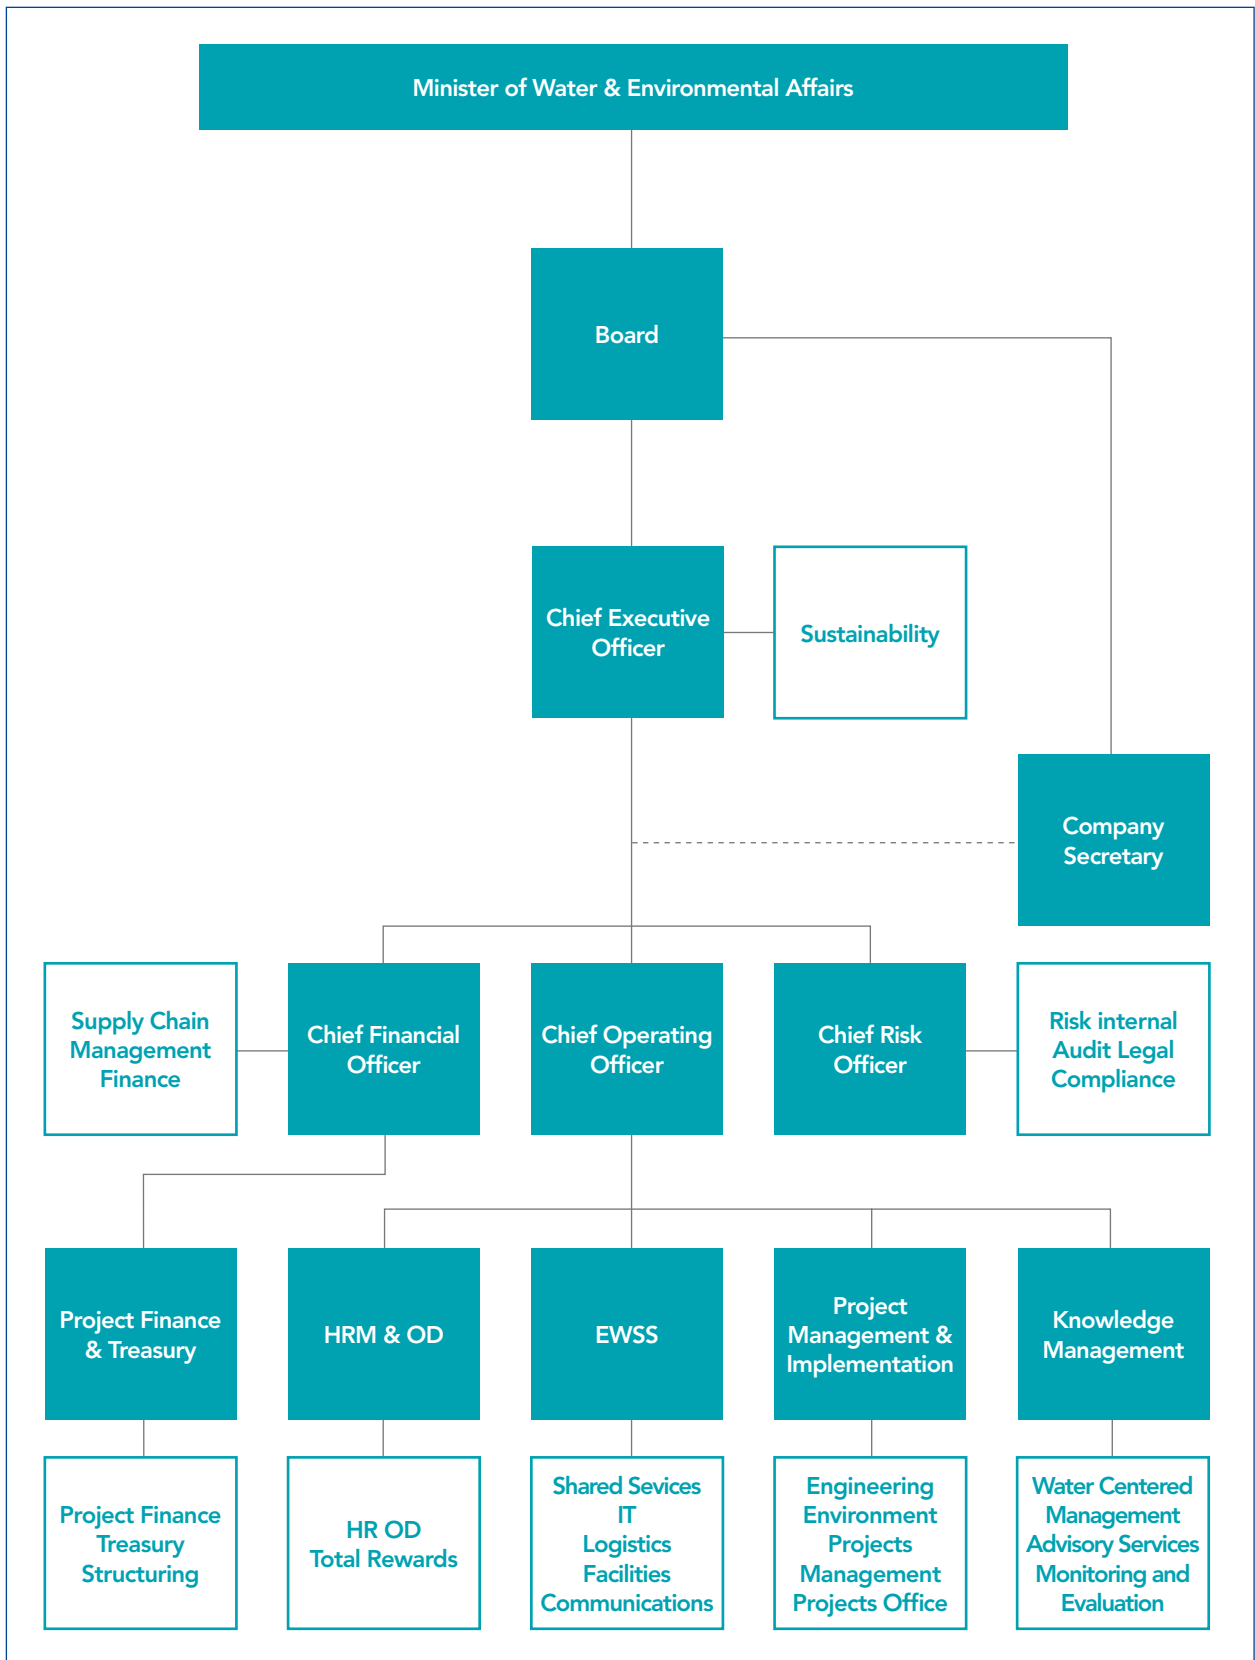 Minister of Water & Environmental Affairs
Board
Chief Executive
Officer
Sustainability
Company
Secretary
Supply Chain
Management
Finance
Chief Financial
Officer
Chief Operating
Officer
Chief Risk
Officer
Risk internal
Audit Legal
Compliance
Project Finance
& Treasury
HRM & OD
EWSS
Project
Management &
Implementation
Knowledge
Management
Project Finance
Treasury
Structuring
HR OD
Total Rewards
Shared Sevices
IT
Logistics
Facilities
Communications
Engineering
Environment
Projects
Management
Projects Office
Water Centered
Management
Advisory Services
Monitoring and
Evaluation